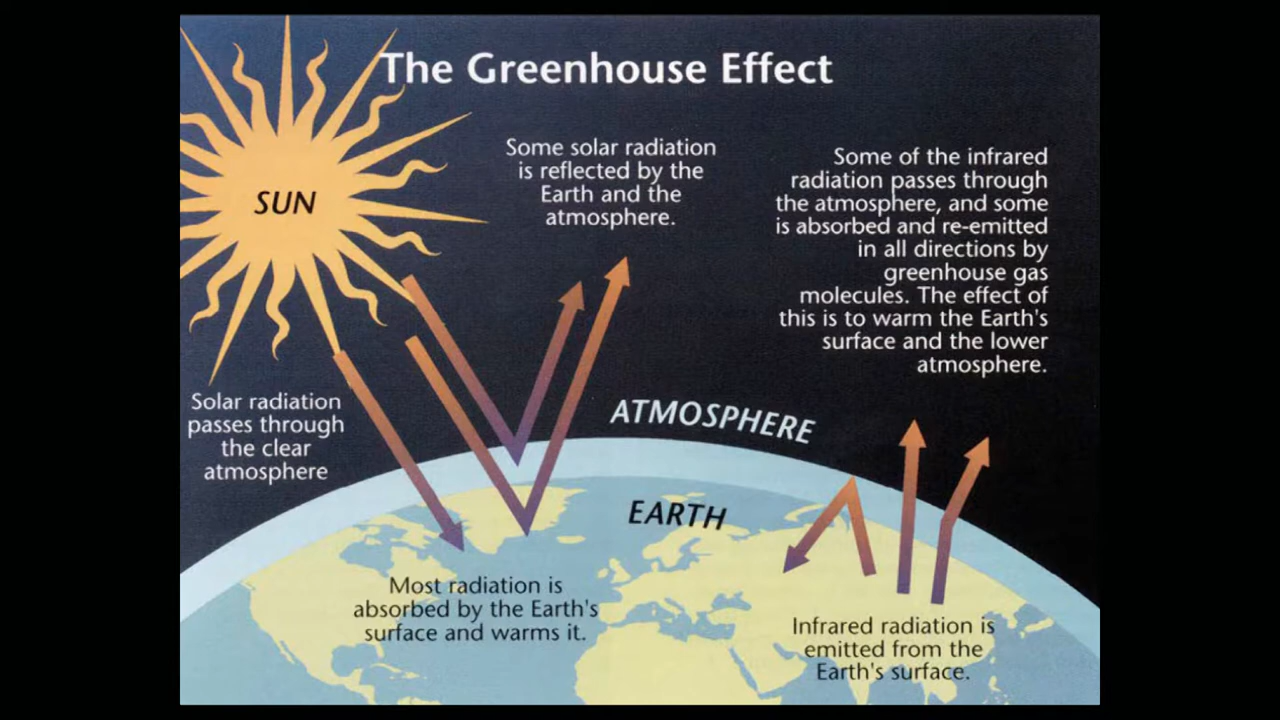 The Greenhouse Effect
SUN
Some solar radiation
is reflected by the
Earth and the
atmosphere.
Some of the infrared
radiation passes through
the atmosphere, and some
is absorbed and re-emitted
in all directions by
greenhouse gas
molecules. The effect of
this is to warm the Earth's
surface and the lower
atmosphere.
Solar radiation
passes through
the clear
atmosphere
ATMOSPHERE
EARTH
Most radiation is
absorbed by the Earth's
surface and warms it.
Infrared radiation is
emitted from the
Earth's surface.